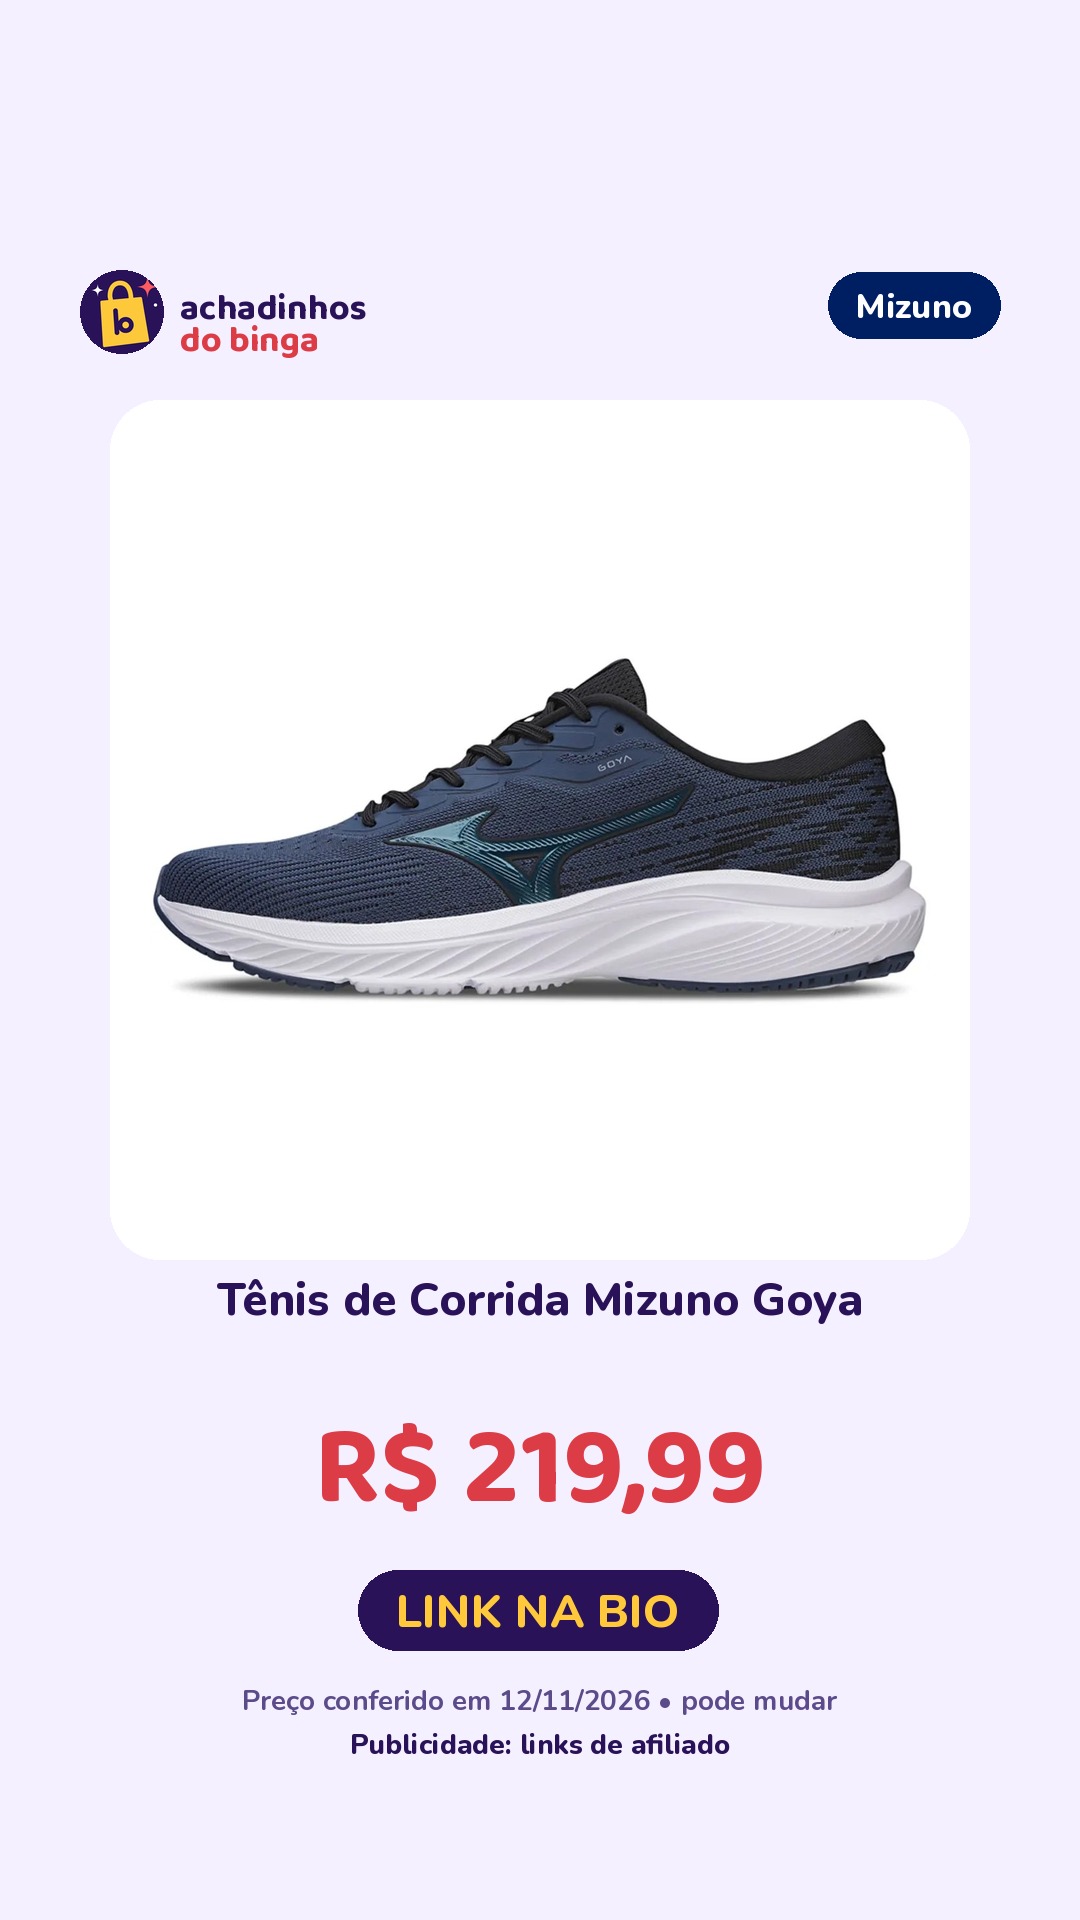 achadinhos
do binga
Mizuno
GOYA
Tênis de Corrida Mizuno Goya
R$ 219,99
LINK NA BIO
Preço conferido em 12/11/2026 • pode mudar
Publicidade: links de afiliado